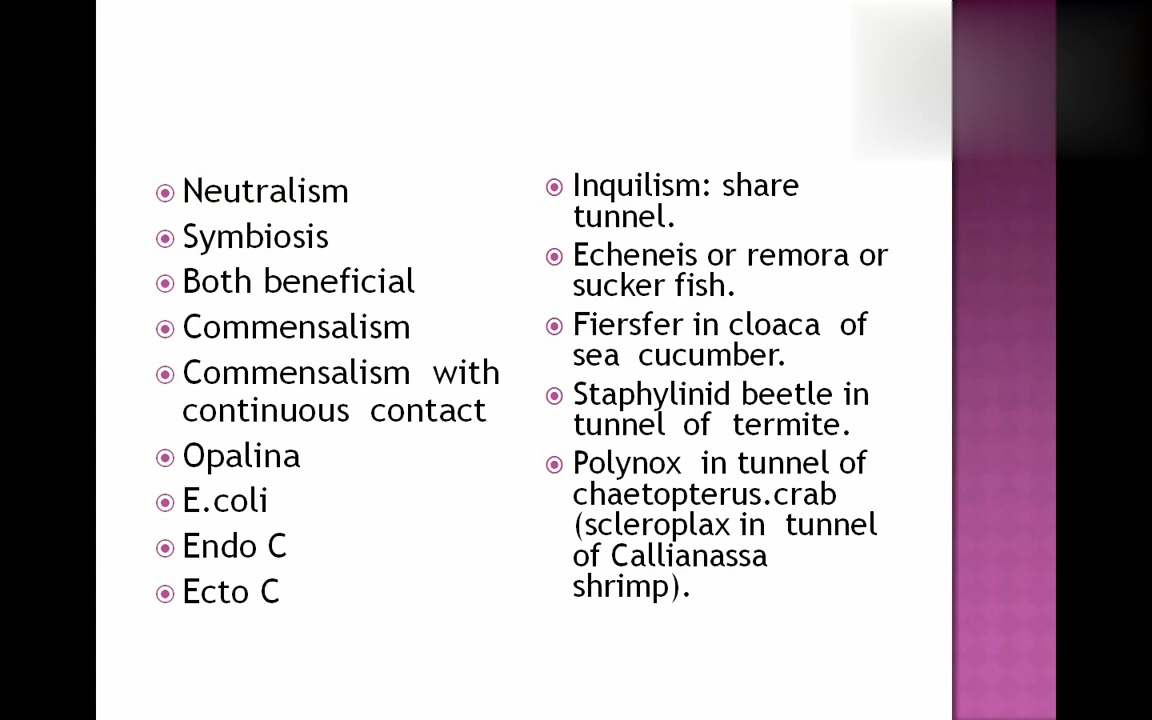 Neutralism
Symbiosis
Both beneficial
Commensalism
Commensalism with
continuous contact
Opalina
E.coli
Endo C
Ecto C
Inquilism: share
tunnel.
Echeneis or remora or
sucker fish.
Fiersfer in cloaca of
sea cucumber.
Staphylinid beetle in
tunnel of termite.
Polynox in tunnel of
chaetopterus.crab
(scleroplax in tunnel
of Callianassa
shrimp).